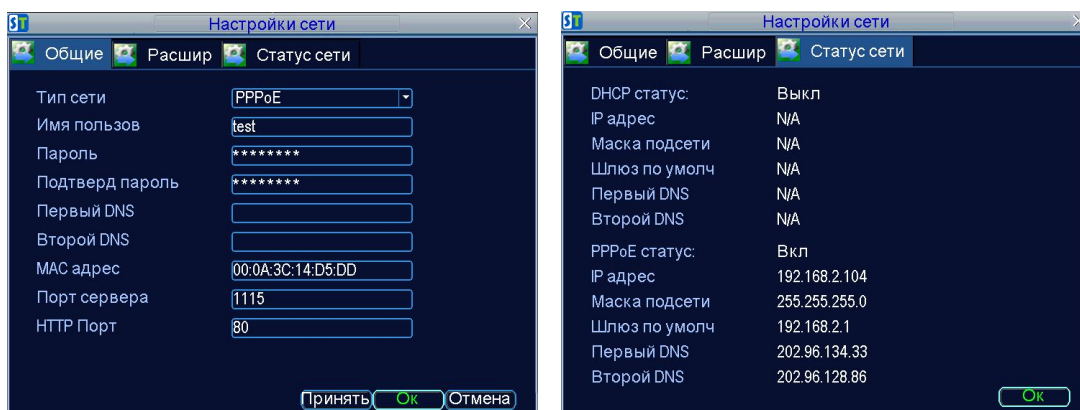 ST Настройки сети
Общие Расшир Статус сети
Тип сети PPPoE
Имя пользов test
Пароль ********
Подтверд пароль ********
Первый DNS
Второй DNS
MAC адрес 00:0A:3C:14:D5:DD
Порт сервера 1115
HTTP Порт 80
Принять Ок Отмена
ST Настройки сети
Общие Расшир Статус сети
DHCP статус: Выкл
IP адрес N/A
Маска подсети N/A
Шлюз по умолч N/A
Первый DNS N/A
Второй DNS N/A
PPPoE статус: Вкл
IP адрес 192.168.2.104
Маска подсети 255.255.255.0
Шлюз по умолч 192.168.2.1
Первый DNS 202.96.134.33
Второй DNS 202.96.128.86
Ок